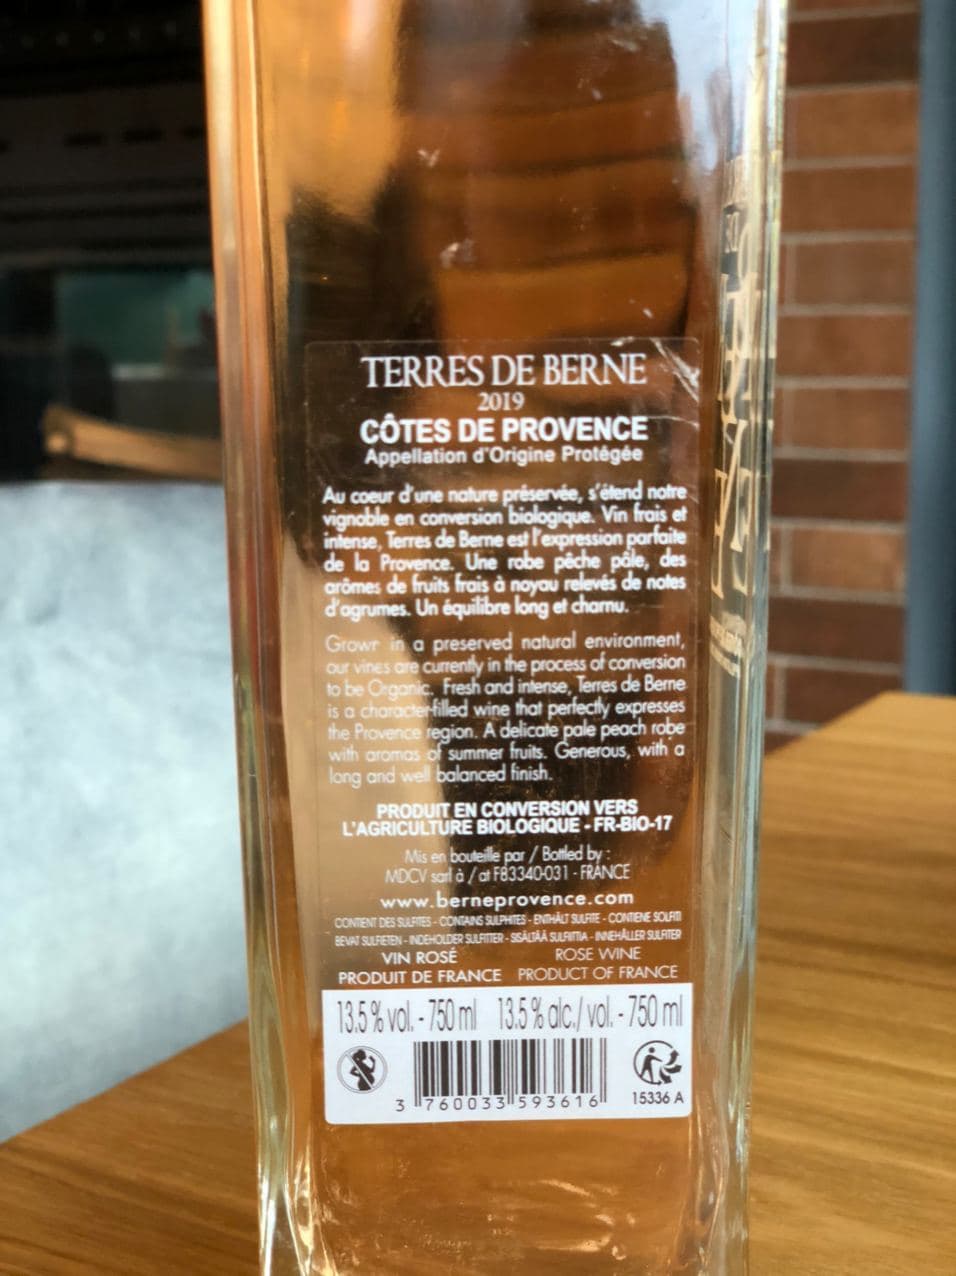 TERRES DE BERNE
2019
CÔTES DE PROVENCE
Appellation d'Origine Protégée
Au coeur d'une nature préservée, s'étend notre
vignoble en conversion biologique. Vin frais et
intense, Terres de Berne est l'expression parfaite
de la Provence. Une robe pêche pâle, des
arômes de fruits frais à noyau relevés de notes
d'agrumes. Un équilibre long et charnu.
Grown in a preserved natural environment,
our vines are currently in the process of conversion
to be Organic. Fresh and intense, Terres de Berne
is a character-filled wine that perfectly expresses
the Provence region. A delicate pale peach robe
with aromas of summer fruits. Generous, with a
long and well balanced finish.
PRODUIT EN CONVERSION VERS
L'AGRICULTURE BIOLOGIQUE - FR-BIO-17
Mis en bouteille par / Bottled by :
MDCV sarl à / at F83340-031 - FRANCE
www.berneprovence.com
CONTIENT DES SULFITES - CONTAINS SULPHITES - ENTHÄLT SULFITE - CONTIENE SOLFITI
BEVAT SULFIETEN - INDEHOLDER SULFITTER - SISÄLTÄÄ SULFIITTIA - INNEHÅLLER SULFITER
VIN ROSÉ ROSE WINE
PRODUIT DE FRANCE PRODUCT OF FRANCE
13.5 % vol. - 750 ml 13.5 % alc./ vol. - 750 ml
3 760033 593616
15336 A